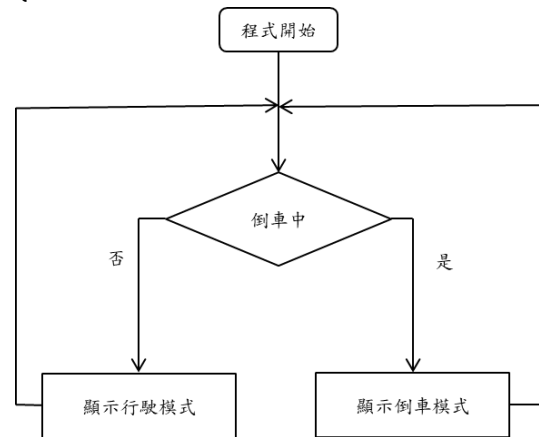 程式開始
倒車中
否
是
顯示行駛模式
顯示倒車模式